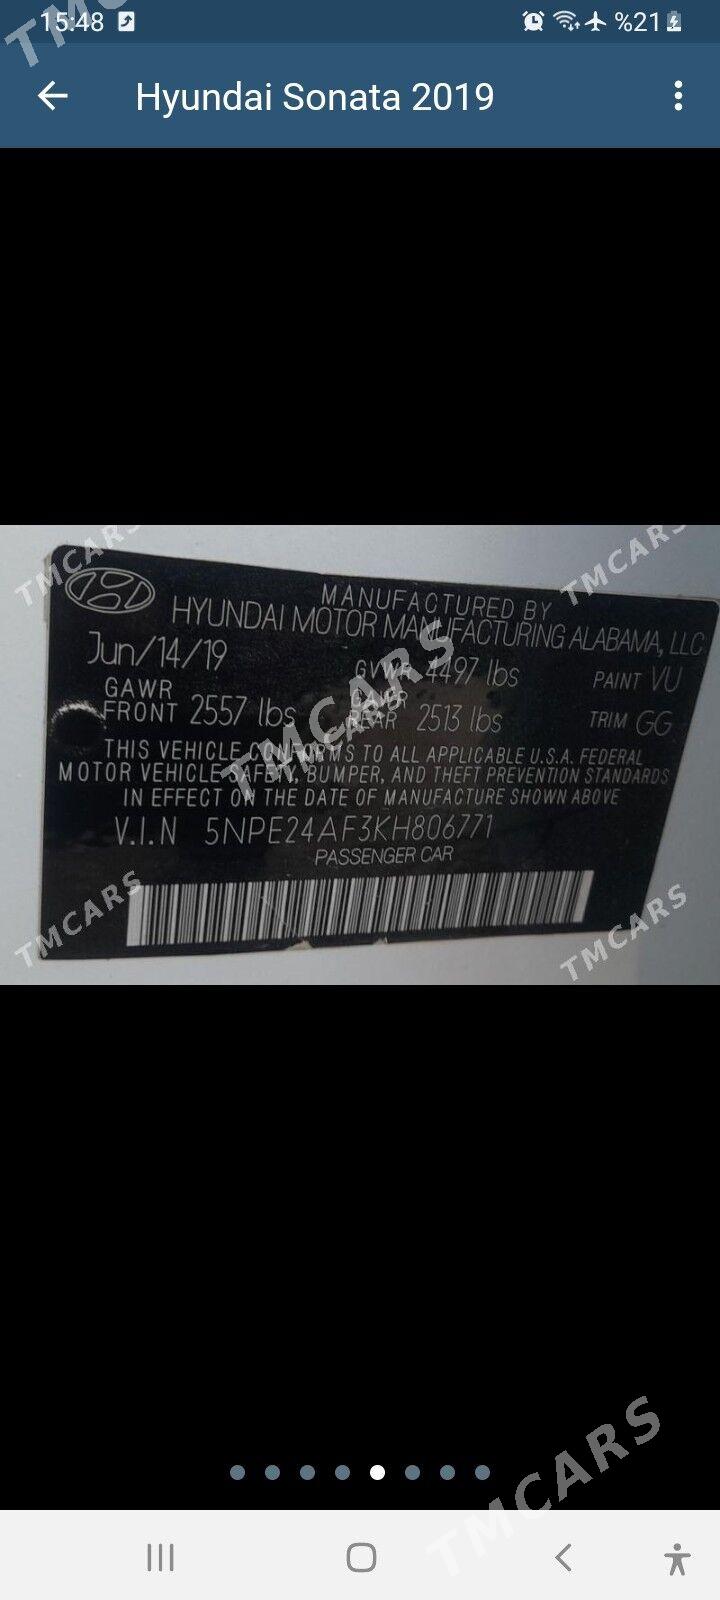 15:48
%21
Hyundai Sonata 2019
MANUFACTURED BY
HYUNDAI MOTOR MANUFACTURING ALABAMA, LLC
Jun/14/19
GVWR 4497 lbs
PAINT VU
GAWR
FRONT 2557 lbs
REAR 2513 lbs
TRIM GG
THIS VEHICLE CONFORMS TO ALL APPLICABLE U.S.A. FEDERAL
MOTOR VEHICLE SAFETY, BUMPER, AND THEFT PREVENTION STANDARDS
IN EFFECT ON THE DATE OF MANUFACTURE SHOWN ABOVE
V.I.N 5NPE24AF3KH806771
PASSENGER CAR
TMCARS
TMCARS
TMCARS
TMCARS
TMCARS
TMCARS